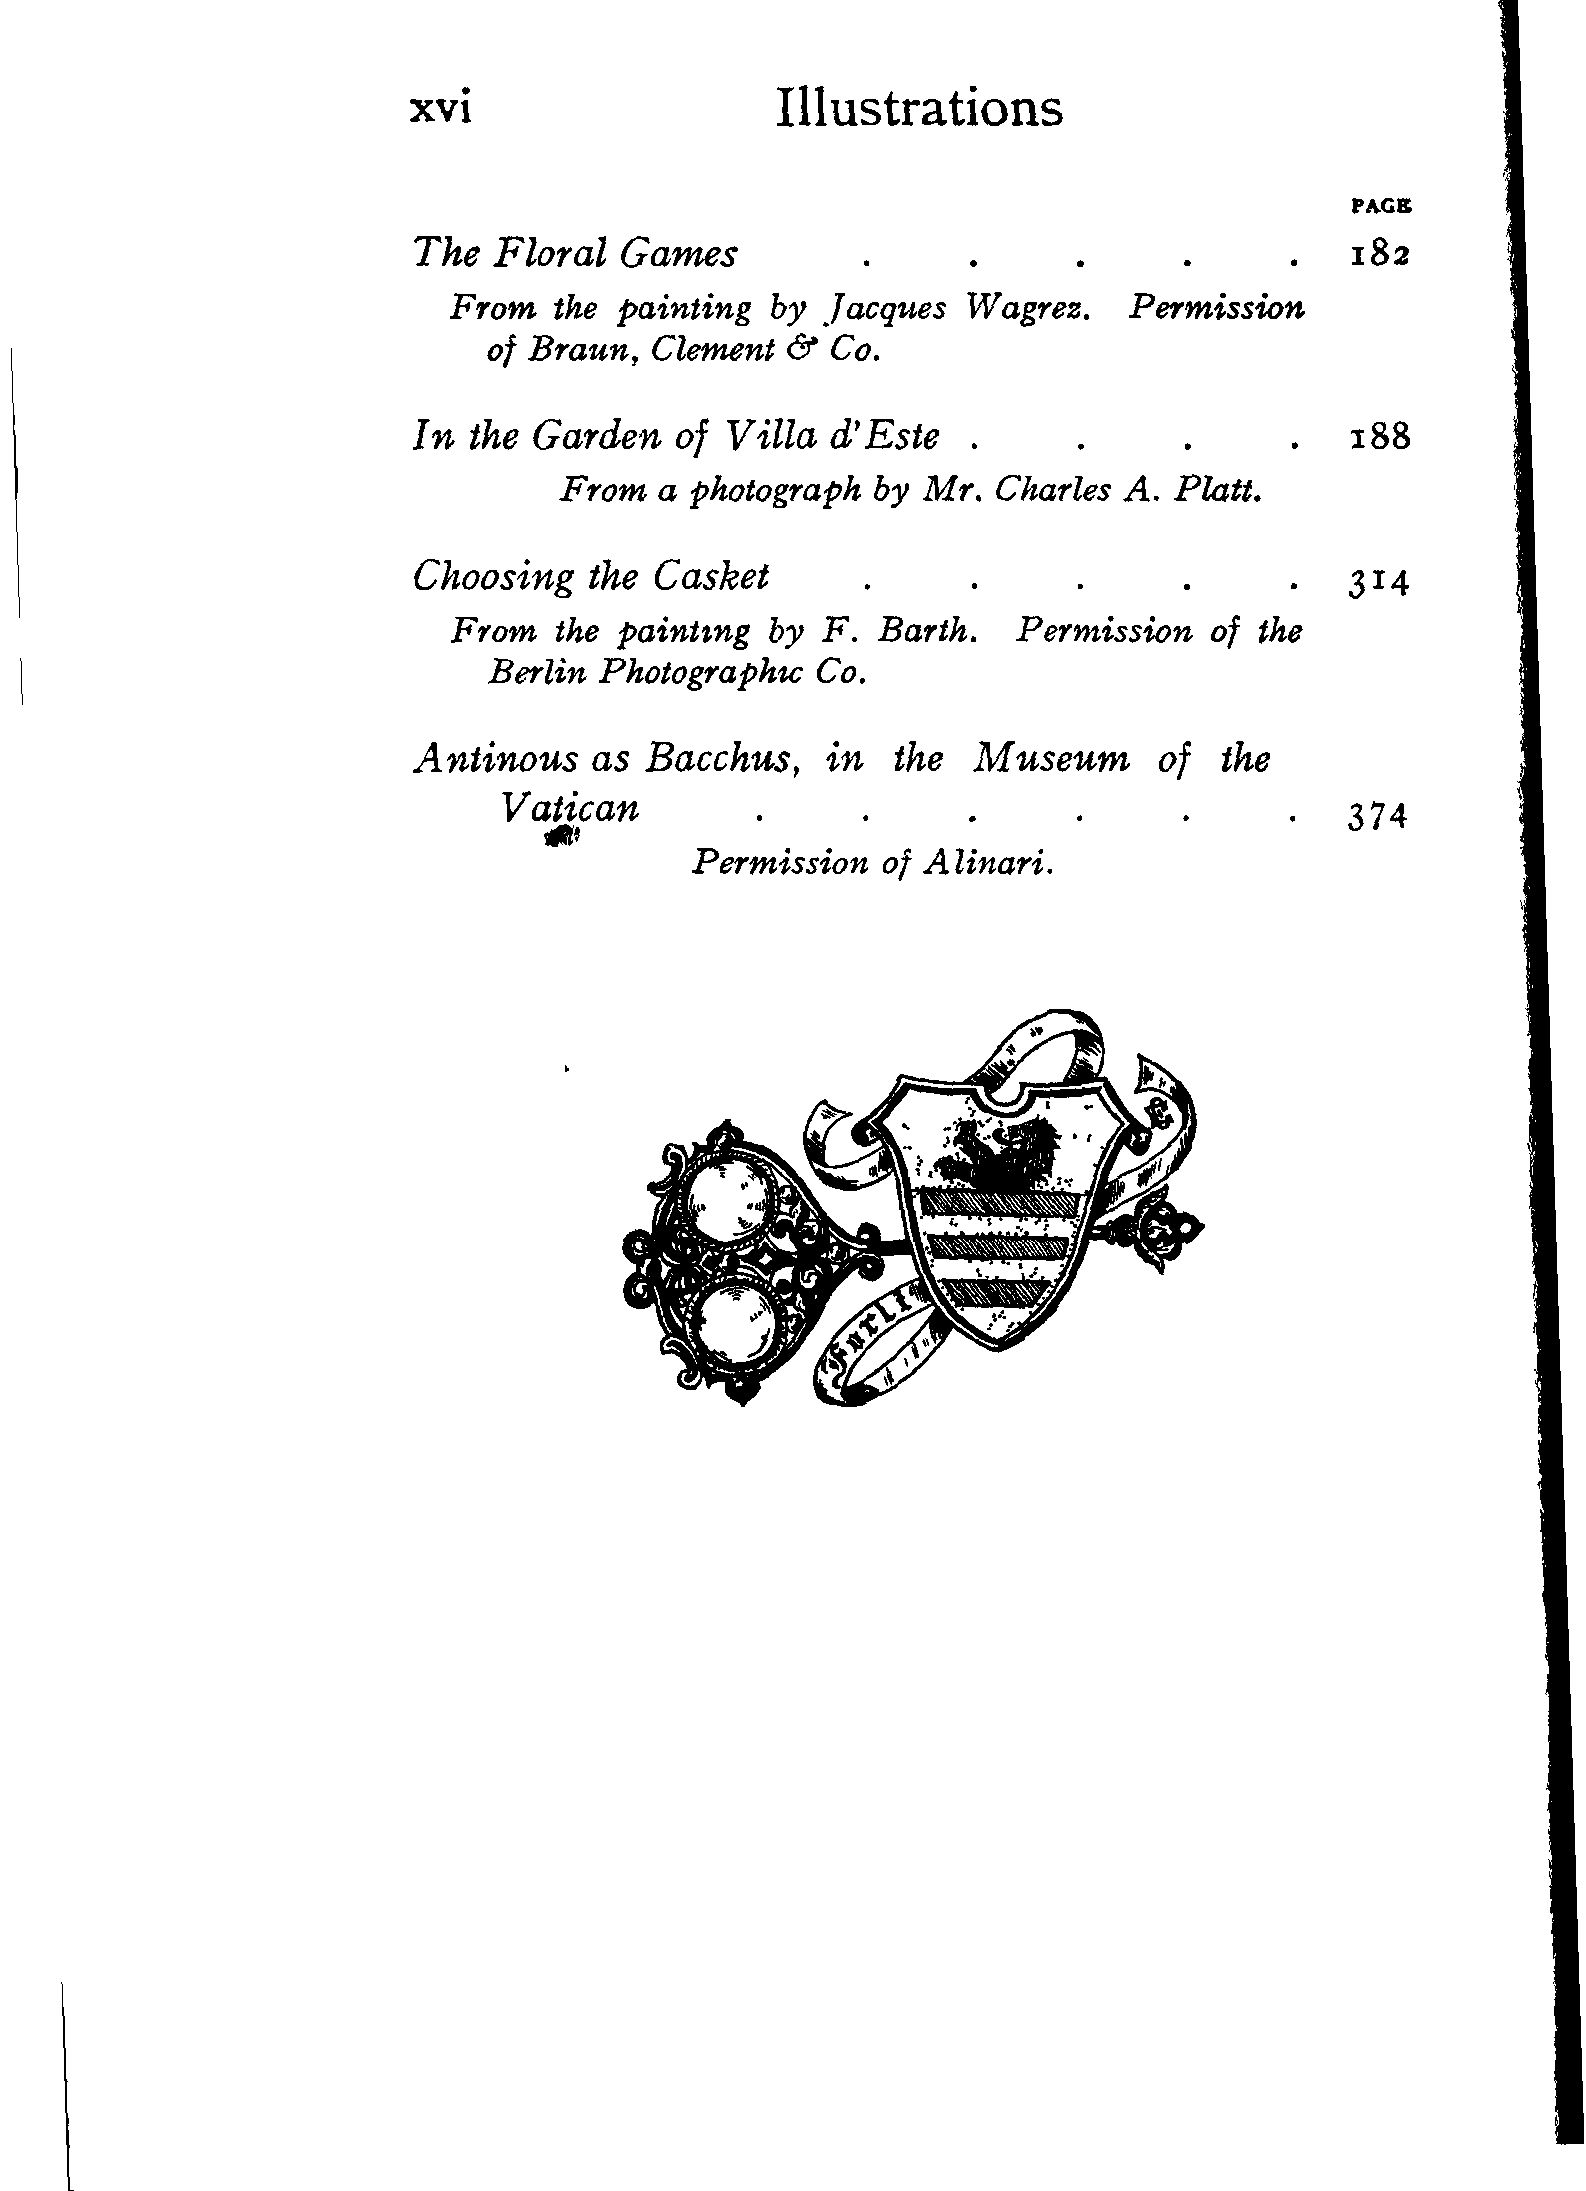 xvi Illustrations
PAGE
The Floral Games . . . . . 182
From the painting by Jacques Wagrez. Permission
of Braun, Clement & Co.
In the Garden of Villa d'Este . . . . 188
From a photograph by Mr. Charles A. Platt.
Choosing the Casket . . . . . 314
From the painting by F. Barth. Permission of the
Berlin Photographic Co.
Antinous as Bacchus, in the Museum of the
Vatican . . . . . . 374
Permission of Alinari.